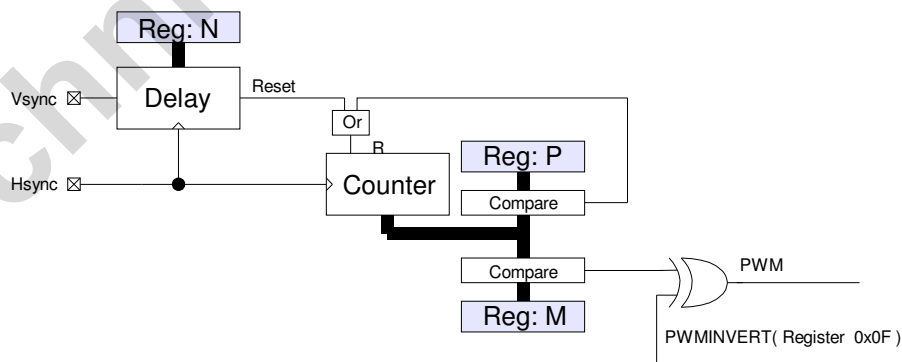 Reg: N
Vsync
Delay
Reset
Or
R
Hsync
Counter
Reg: P
Compare
Compare
Reg: M
PWM
PWMINVERT( Register 0x0F )